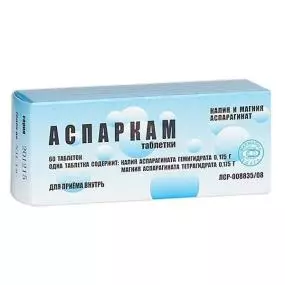 КАЛИЯ И МАГНИЯ
АСПАРАГИНАТ
АСПАРКАМ
таблетки
60 ТАБЛЕТОК
ОДНА ТАБЛЕТКА СОДЕРЖИТ: КАЛИЯ АСПАРАГИНАТА ГЕМИГИДРАТА 0,175 Г
МАГНИЯ АСПАРАГИНАТА ТЕТРАГИДРАТА 0,175 Г
ДЛЯ ПРИЁМА ВНУТРЬ
ЛСР-008835/08
серия